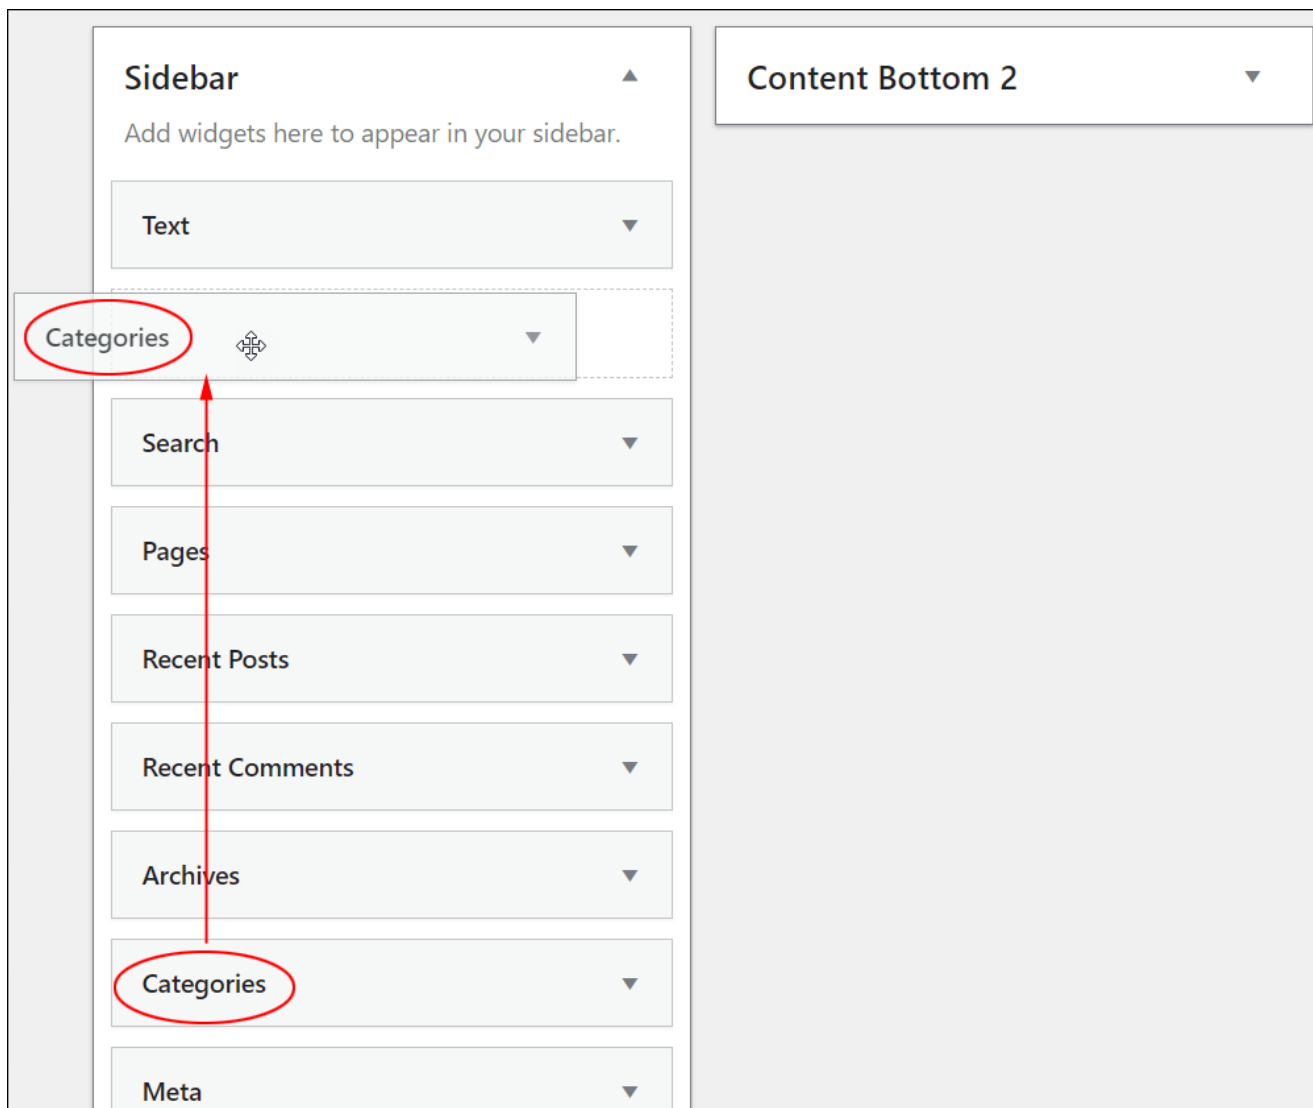 Sidebar
Add widgets here to appear in your sidebar.
Text
Categories
Search
Pages
Recent Posts
Recent Comments
Archives
Categories
Meta
Content Bottom 2